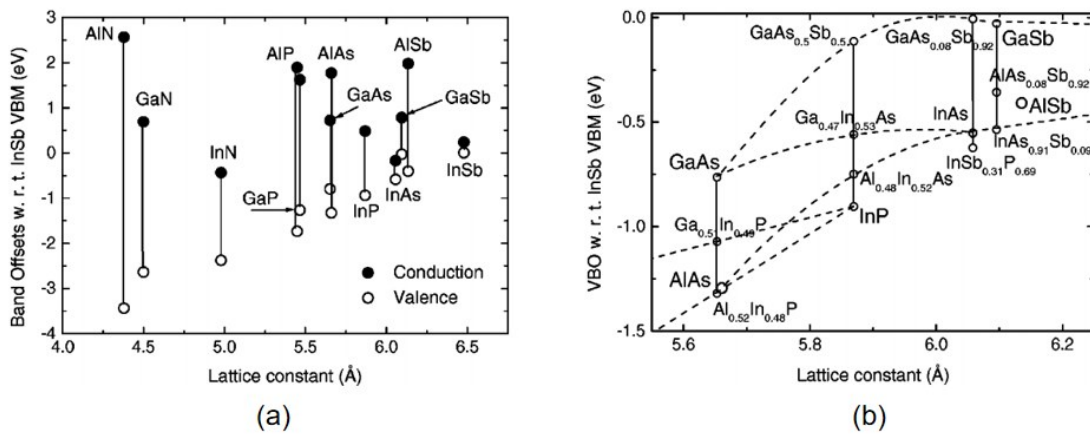 Band Offsets w. r. t. InSb VBM (eV)
3
2
1
0
-1
-2
-3
-4
AlN
GaN
InN
AlP
GaP
AlAs
GaAs
InP
AlSb
GaSb
InAs
InSb
Conduction
Valence
4.0 4.5 5.0 5.5 6.0 6.5
Lattice constant (Å)
(a)
VBO w. r. t. InSb VBM (eV)
0.0
-0.5
-1.0
-1.5
GaAs0.5Sb0.5
GaAs0.08Sb0.92
GaSb
AlAs0.08Sb0.92
AlSb
Ga0.47In0.53As
InAs
InAs0.91Sb0.09
InSb0.31P0.69
GaAs
Al0.48In0.52As
InP
Ga0.51In0.49P
AlAs
Al0.52In0.48P
5.6 5.8 6.0 6.2
Lattice constant (Å)
(b)